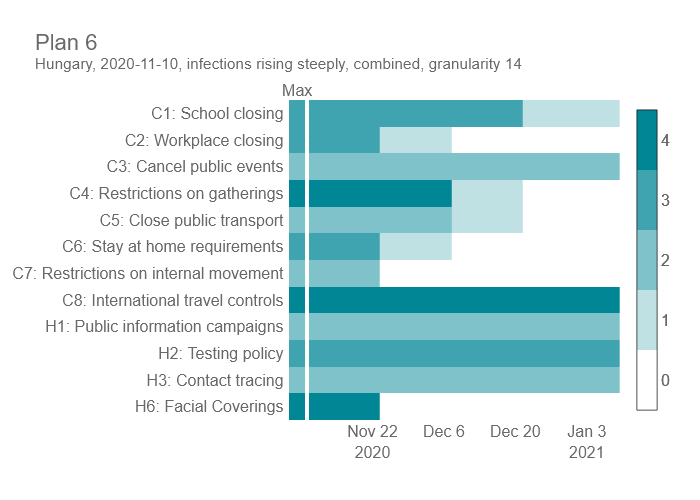 Plan 6
Hungary, 2020-11-10, infections rising steeply, combined, granularity 14
Max
C1: School closing
C2: Workplace closing
C3: Cancel public events
C4: Restrictions on gatherings
C5: Close public transport
C6: Stay at home requirements
C7: Restrictions on internal movement
C8: International travel controls
H1: Public information campaigns
H2: Testing policy
H3: Contact tracing
H6: Facial Coverings
Nov 22 Dec 6 Dec 20 Jan 3
2020 2021
4
3
2
1
0